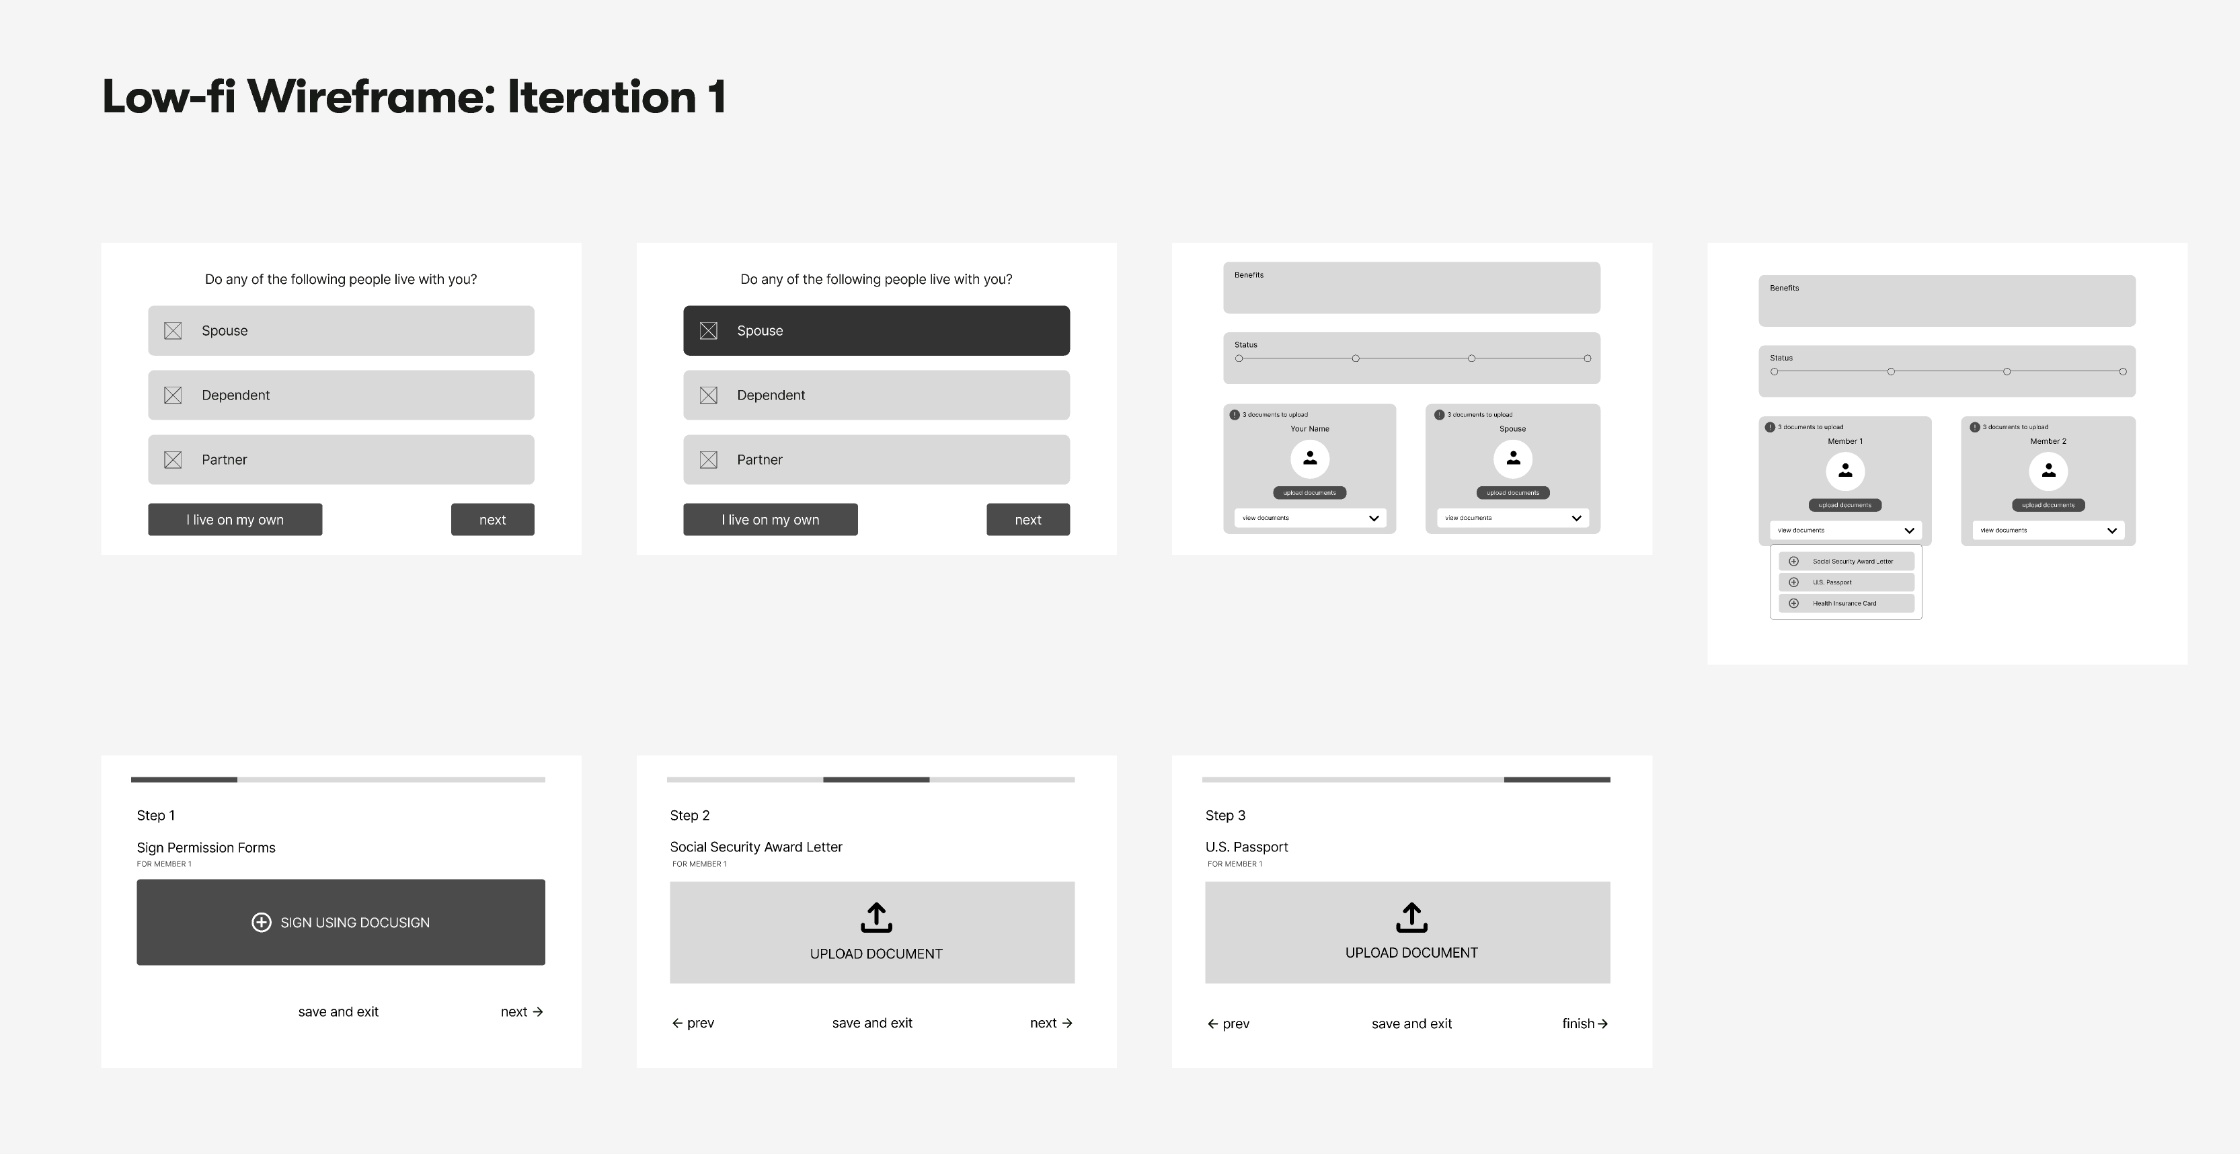 Low-fi Wireframe: Iteration 1
Do any of the following people live with you?
Spouse
Dependent
Partner
I live on my own
next
Do any of the following people live with you?
Spouse
Dependent
Partner
I live on my own
next
Benefits
Status
! 3 documents to upload
Your Name
upload documents
view documents
! 3 documents to upload
Spouse
upload documents
view documents
Benefits
Status
! 3 documents to upload
Member 1
upload documents
view documents
Social Security Award Letter
U.S. Passport
Health Insurance Card
! 3 documents to upload
Member 2
upload documents
view documents
Step 1
Sign Permission Forms
FOR MEMBER 1
SIGN USING DOCUSIGN
save and exit
next →
Step 2
Social Security Award Letter
FOR MEMBER 1
UPLOAD DOCUMENT
← prev
save and exit
next →
Step 3
U.S. Passport
FOR MEMBER 1
UPLOAD DOCUMENT
← prev
save and exit
finish →